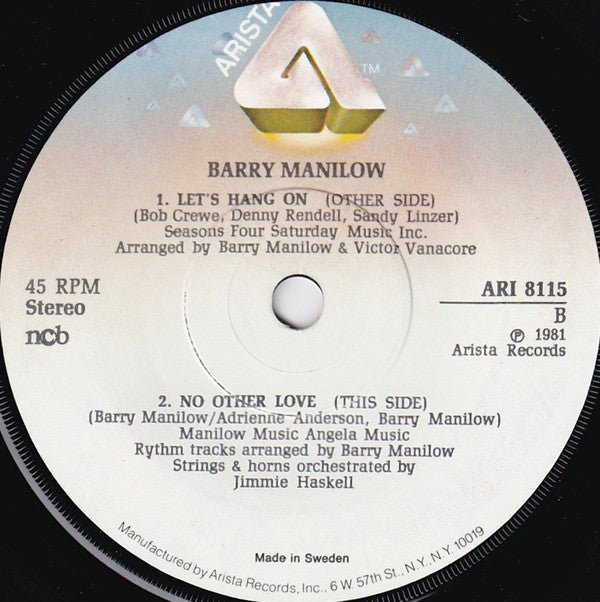 ARISTA
TM
BARRY MANILOW
1. LET'S HANG ON (OTHER SIDE)
(Bob Crewe, Denny Rendell, Sandy Linzer)
Seasons Four Saturday Music Inc.
Arranged by Barry Manilow & Victor Vanacore
45 RPM
Stereo
ncb
ARI 8115
B
℗ 1981
Arista Records
2. NO OTHER LOVE (THIS SIDE)
(Barry Manilow/Adrienne Anderson, Barry Manilow)
Manilow Music Angela Music
Rythm tracks arranged by Barry Manilow
Strings & horns orchestrated by
Jimmie Haskell
Made in Sweden
Manufactured by Arista Records, Inc., 6 W. 57th St., N.Y., N.Y. 10019